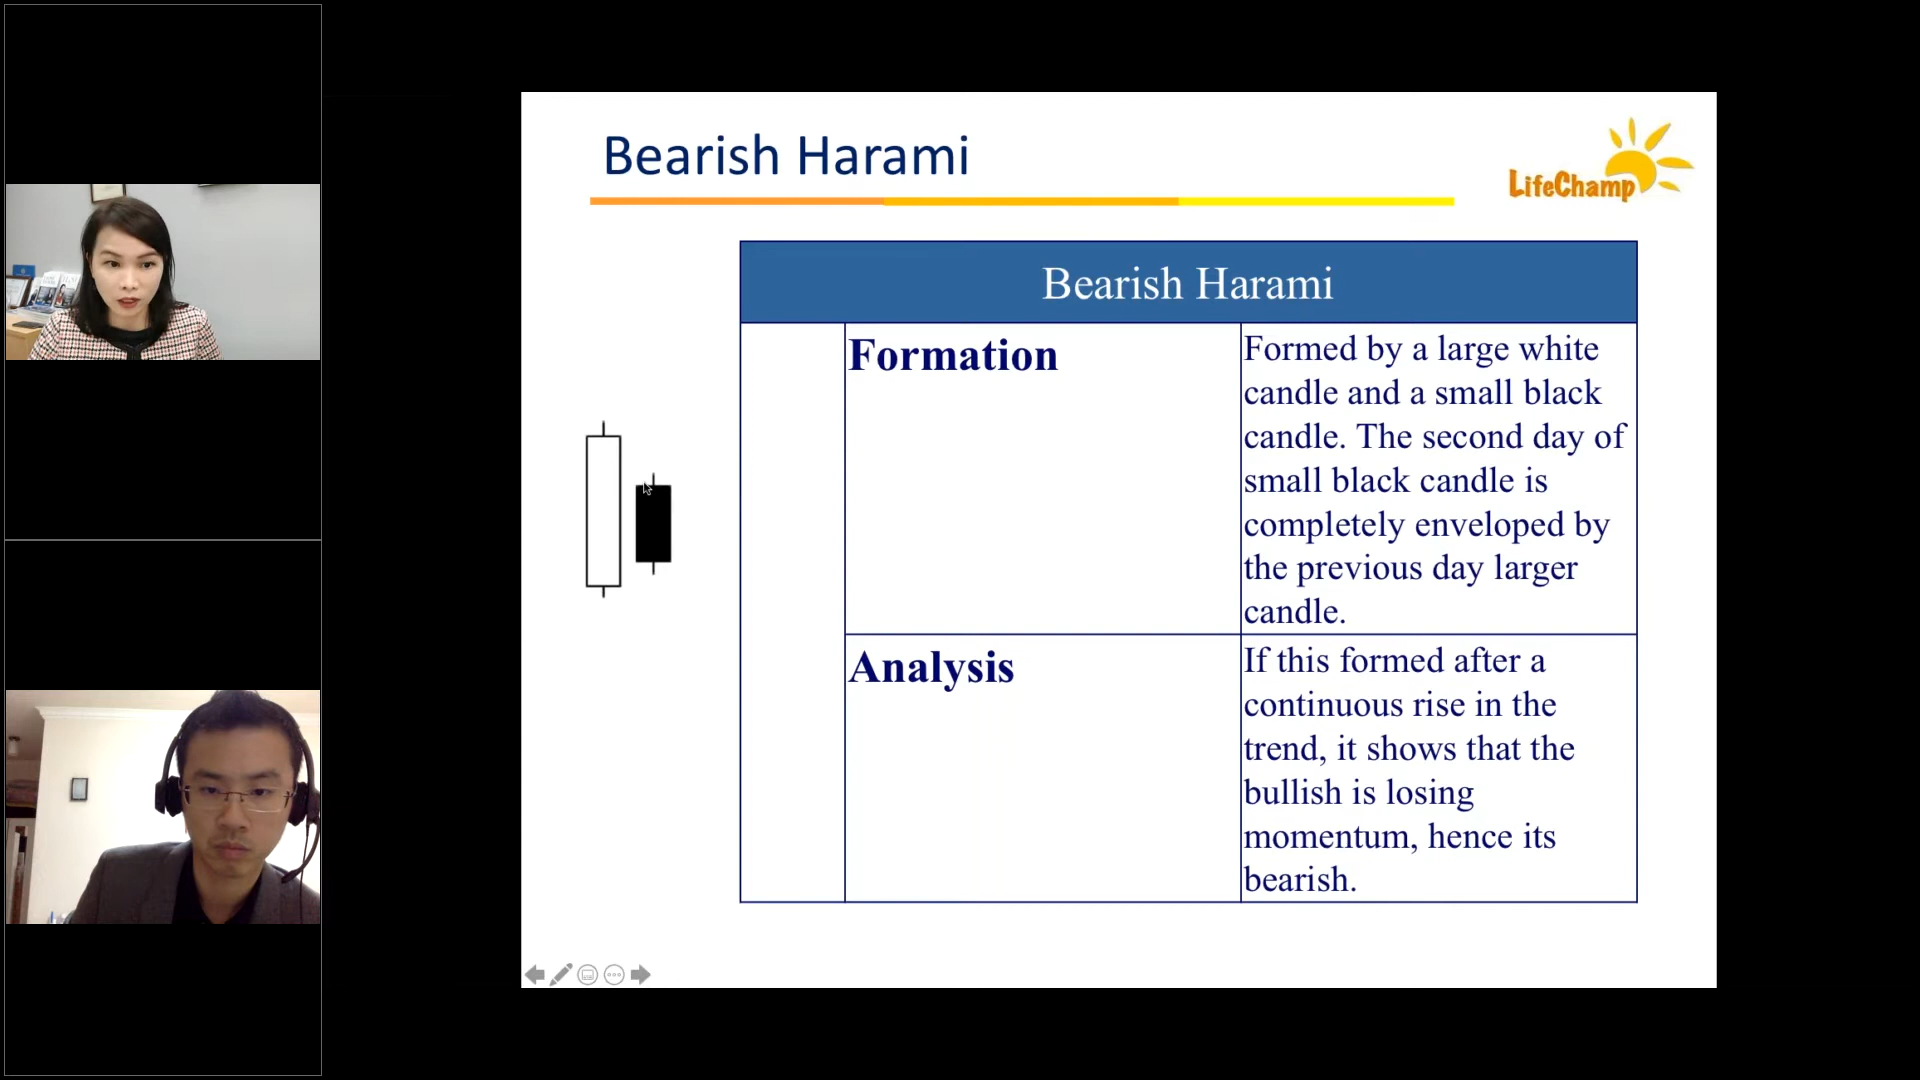 Bearish Harami
LifeChamp
Bearish Harami
Formation
Formed by a large white
candle and a small black
candle. The second day of
small black candle is
completely enveloped by
the previous day larger
candle.
Analysis
If this formed after a
continuous rise in the
trend, it shows that the
bullish is losing
momentum, hence its
bearish.